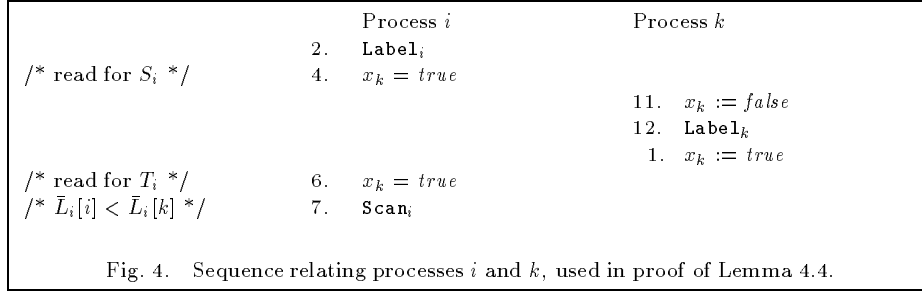 Process i Process k
2. Label_i
/* read for S_i */ 4. x_k = true
11. x_k := false
12. Label_k
1. x_k := true
/* read for T_i */ 6. x_k = true
/* L̄_i[i] < L̄_i[k] */ 7. Scan_i
Fig. 4. Sequence relating processes i and k, used in proof of Lemma 4.4.